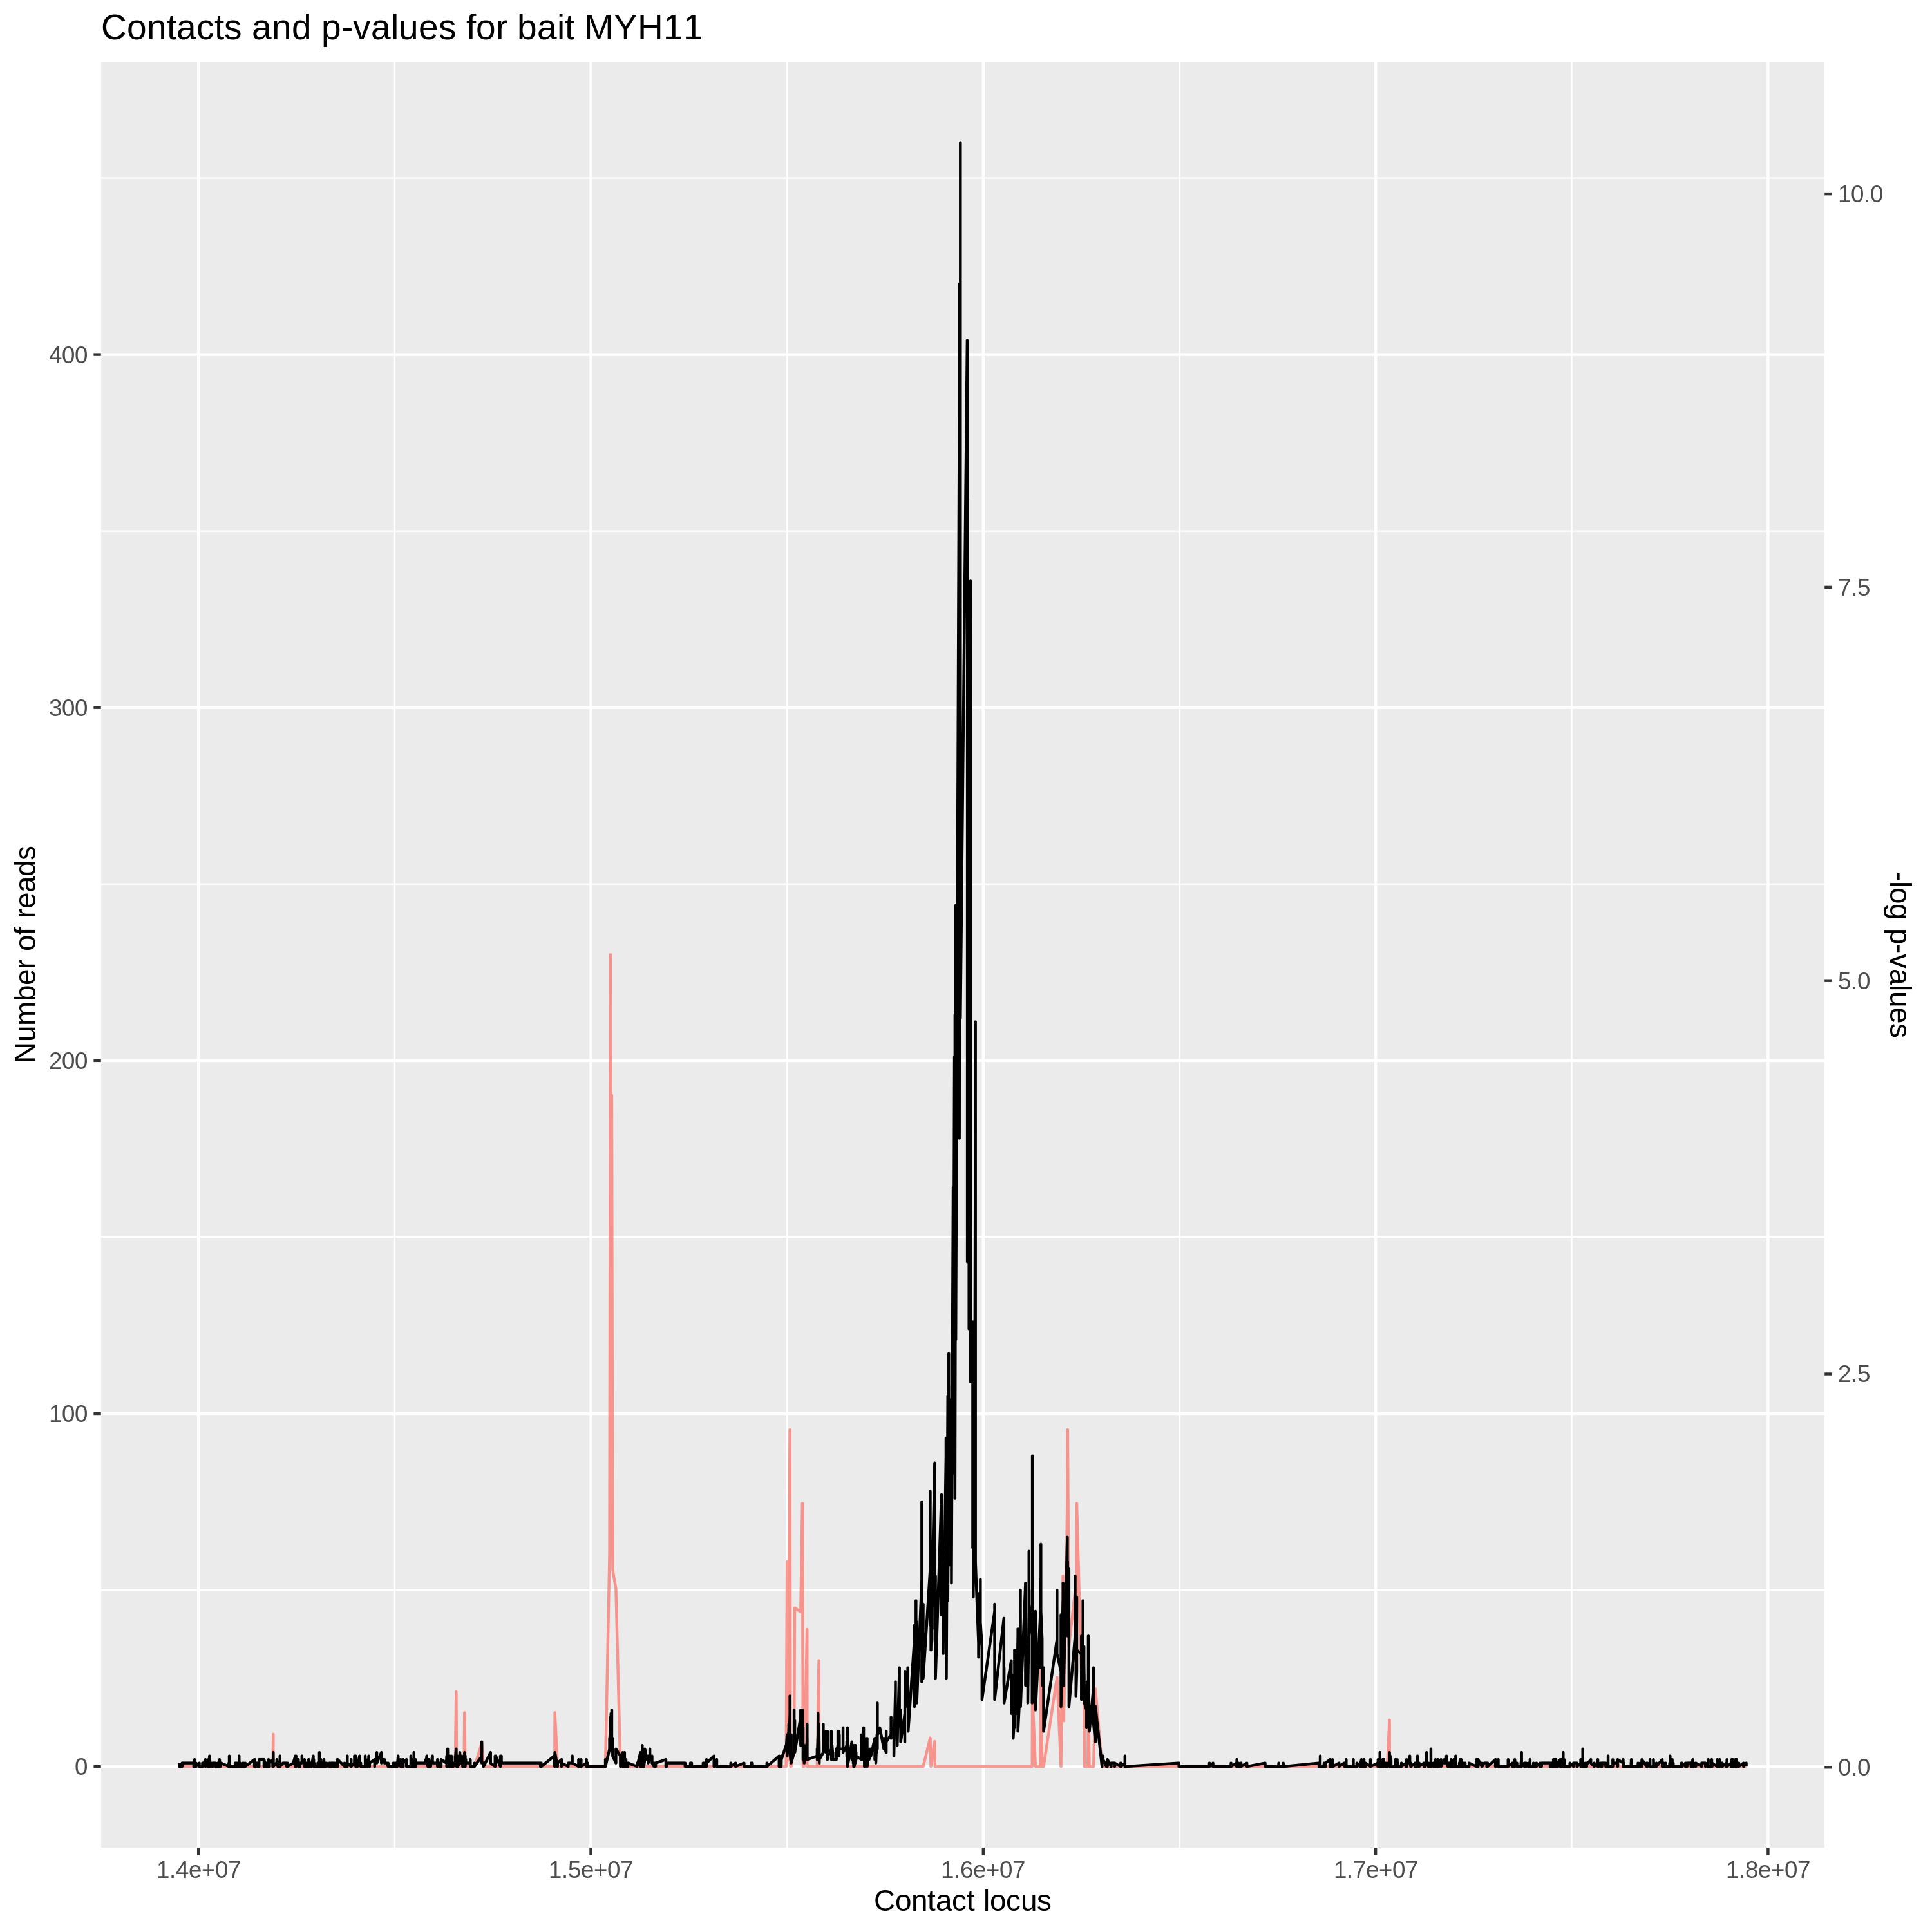 Contacts and p-values for bait MYH11
Number of reads
400
300
200
100
0
10.0
7.5
5.0
2.5
0.0
-log p-values
1.4e+07
1.5e+07
1.6e+07
1.7e+07
1.8e+07
Contact locus